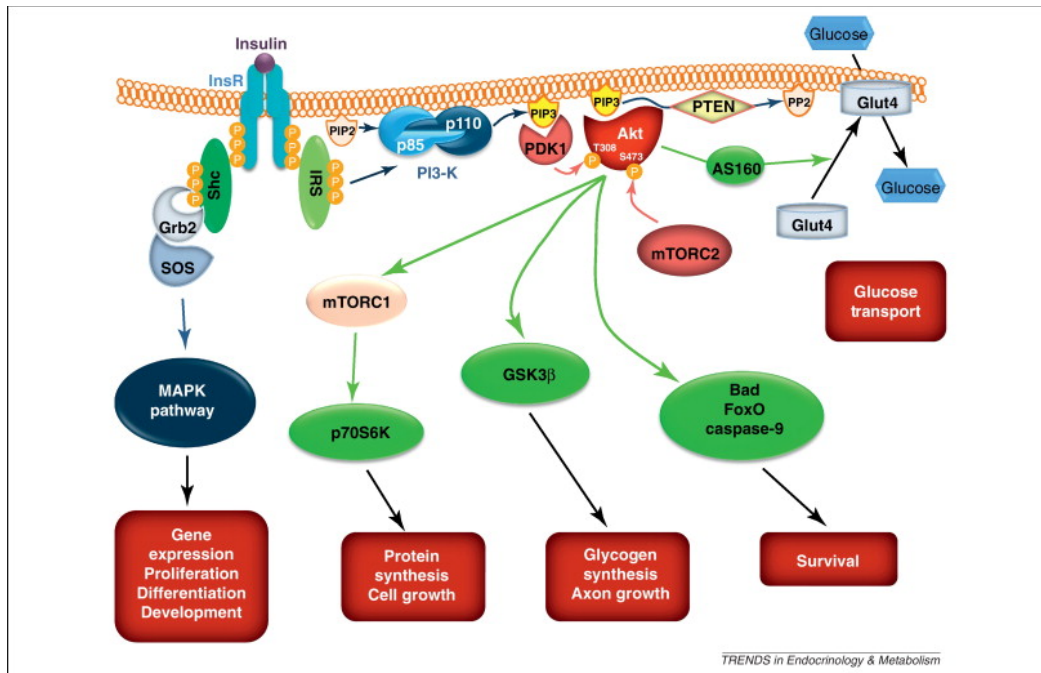 Insulin
InsR
Glucose
PIP2
p85
p110
PI3-K
PIP3
PDK1
PIP3
Akt
T308
S473
P
P
PTEN
PP2
Glut4
AS160
Glucose
Glut4
mTORC2
Glucose
transport
P
P
P
P
P
P
Shc
P
P
P
IRS
P
P
P
Grb2
SOS
mTORC1
MAPK
pathway
p70S6K
GSK3β
Bad
FoxO
caspase-9
Gene
expression
Proliferation
Differentiation
Development
Protein
synthesis
Cell growth
Glycogen
synthesis
Axon growth
Survival
TRENDS in Endocrinology & Metabolism